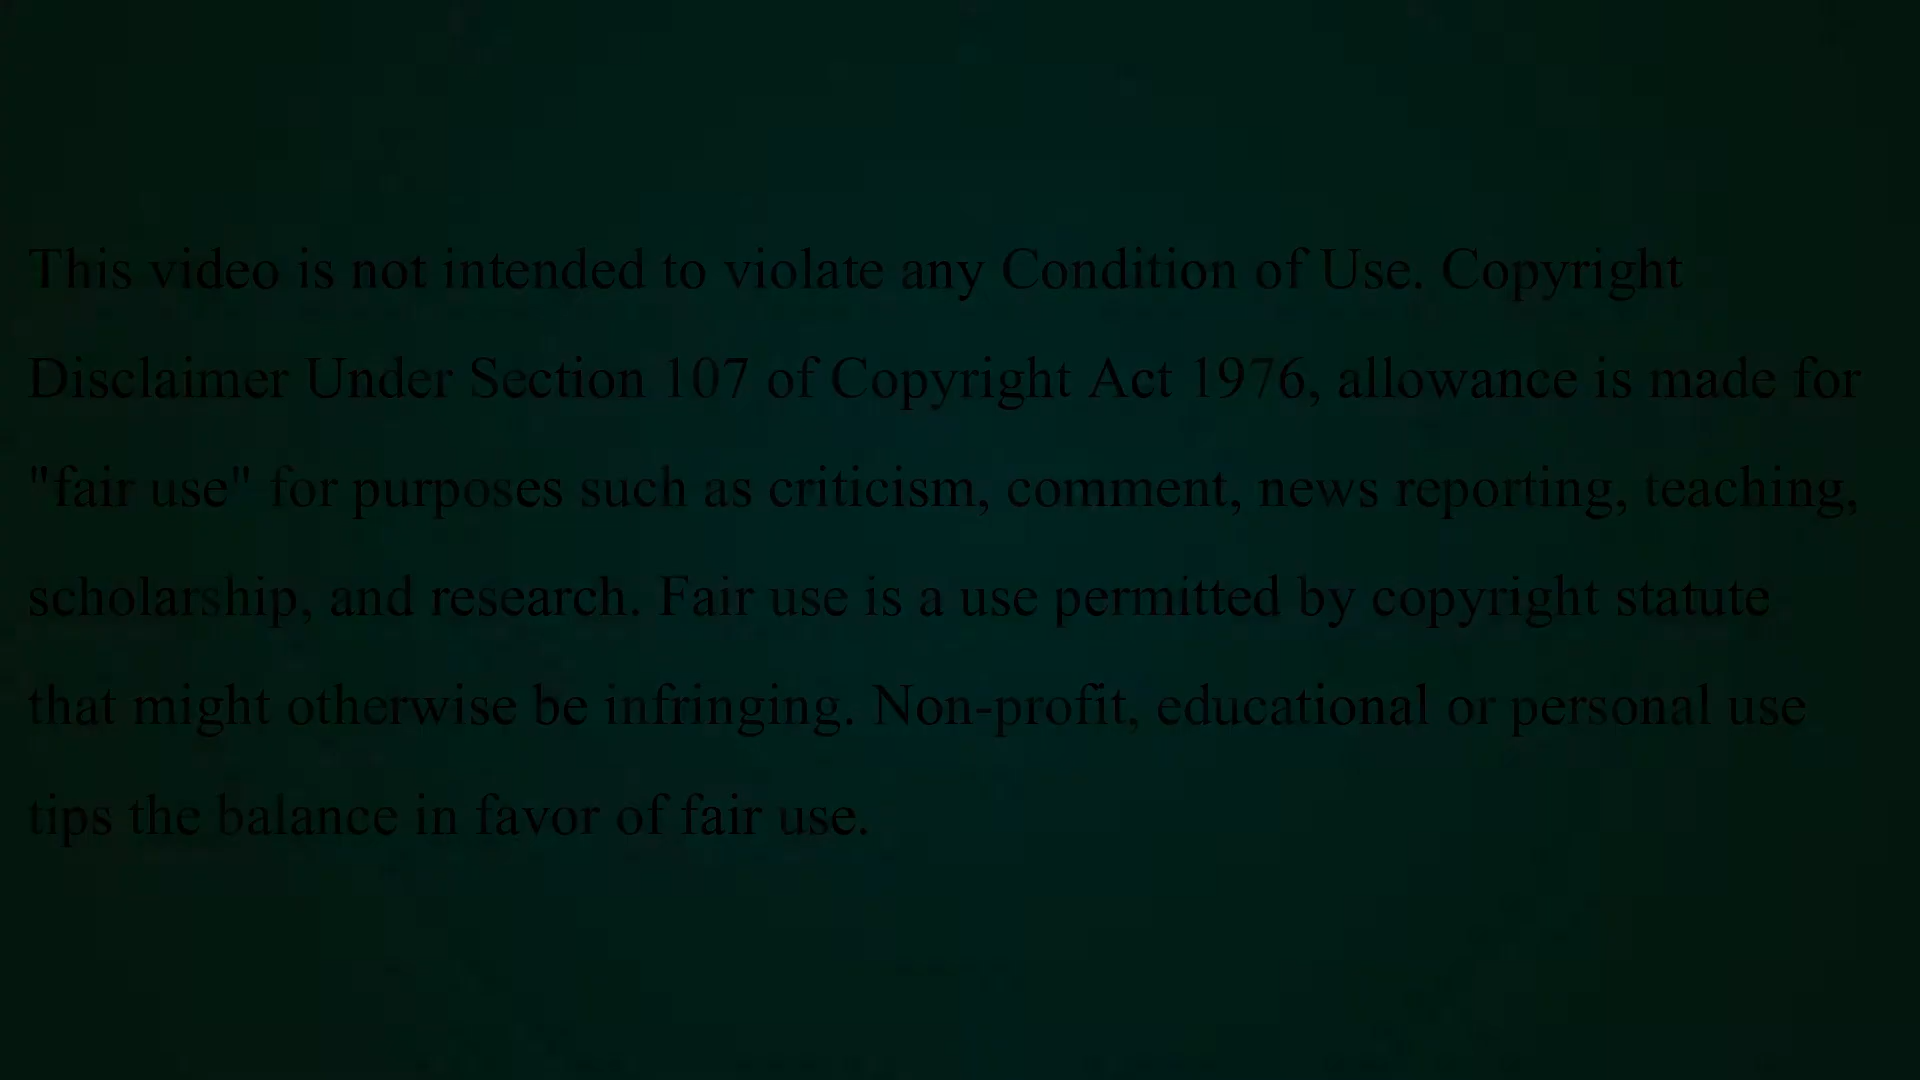 This video is not intended to violate any Condition of Use. Copyright
Disclaimer Under Section 107 of Copyright Act 1976, allowance is made for
"fair use" for purposes such as criticism, comment, news reporting, teaching,
scholarship, and research. Fair use is a use permitted by copyright statute
that might otherwise be infringing. Non-profit, educational or personal use
tips the balance in favor of fair use.